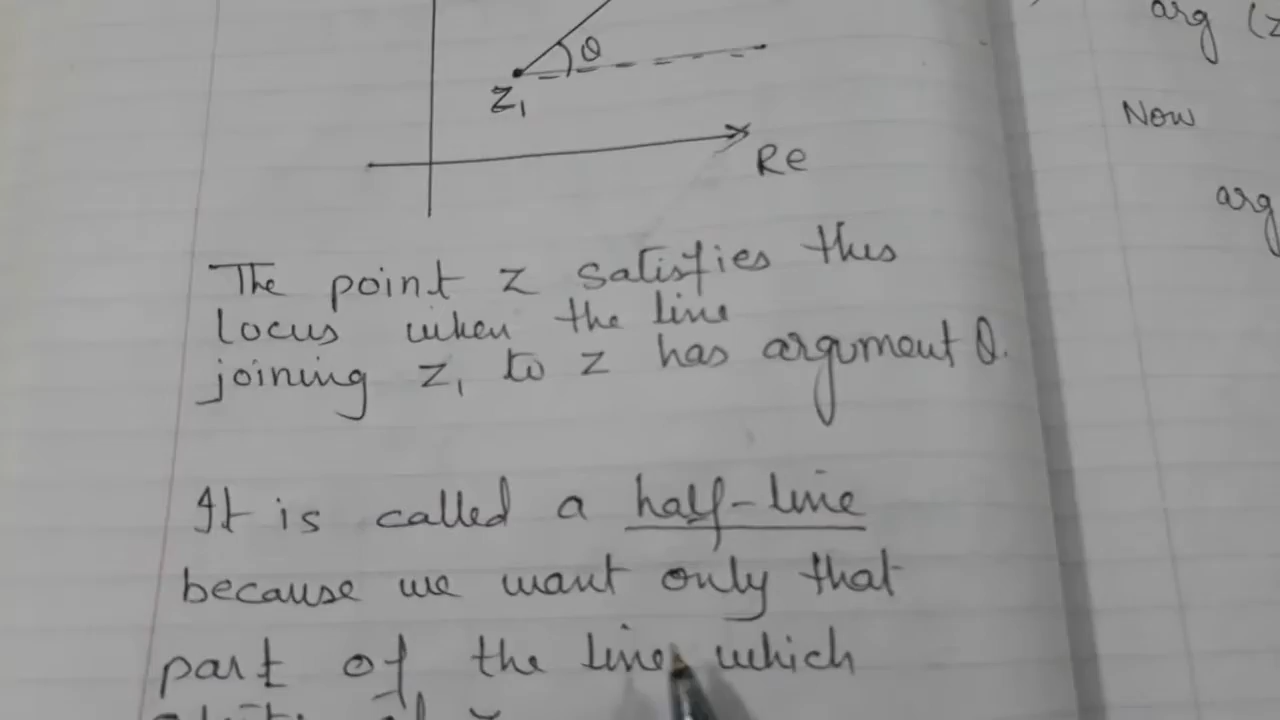 arg (z
θ
Z₁
Now
Re
arg
The point z satisfies this
locus when the line
joining z₁ to z has argument θ.
It is called a half-line
because we want only that
part of the line which